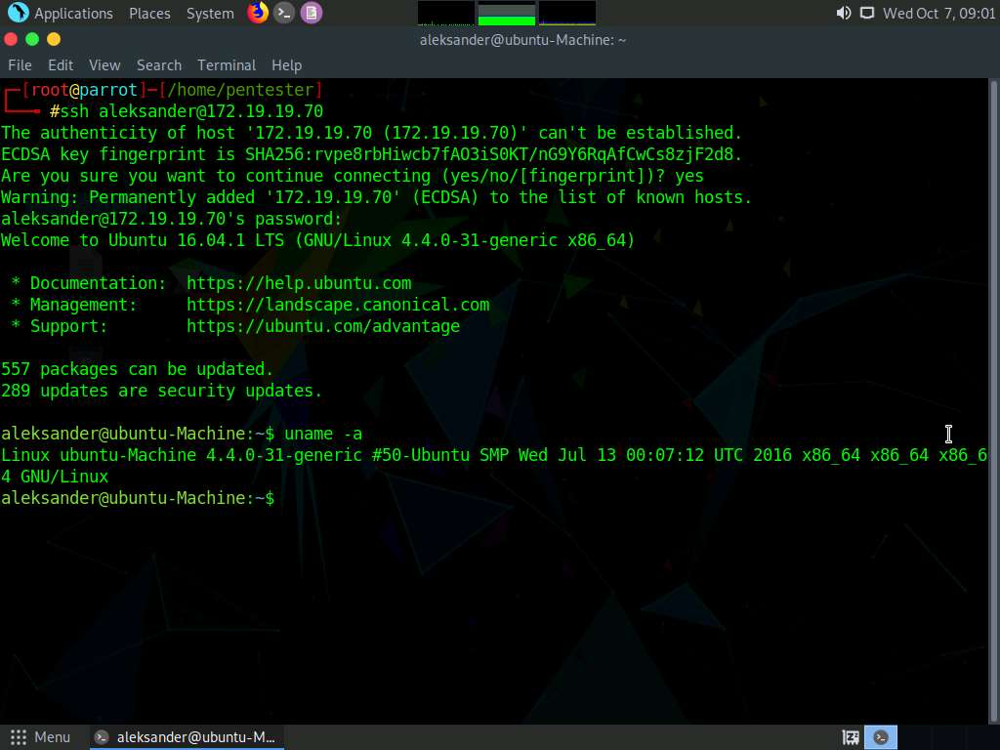 Applications Places System Wed Oct 7, 09:01
aleksander@ubuntu-Machine: ~
File Edit View Search Terminal Help
┌─[root@parrot]─[/home/pentester]
└──╼ #ssh aleksander@172.19.19.70
The authenticity of host '172.19.19.70 (172.19.19.70)' can't be established.
ECDSA key fingerprint is SHA256:rvpe8rbHiwcb7fAO3iS0KT/nG9Y6RqAfCwCs8zjF2d8.
Are you sure you want to continue connecting (yes/no/[fingerprint])? yes
Warning: Permanently added '172.19.19.70' (ECDSA) to the list of known hosts.
aleksander@172.19.19.70's password:
Welcome to Ubuntu 16.04.1 LTS (GNU/Linux 4.4.0-31-generic x86_64)
* Documentation: https://help.ubuntu.com
* Management: https://landscape.canonical.com
* Support: https://ubuntu.com/advantage
557 packages can be updated.
289 updates are security updates.
aleksander@ubuntu-Machine:~$ uname -a
Linux ubuntu-Machine 4.4.0-31-generic #50-Ubuntu SMP Wed Jul 13 00:07:12 UTC 2016 x86_64 x86_64 x86_6
4 GNU/Linux
aleksander@ubuntu-Machine:~$
Menu aleksander@ubuntu-M...